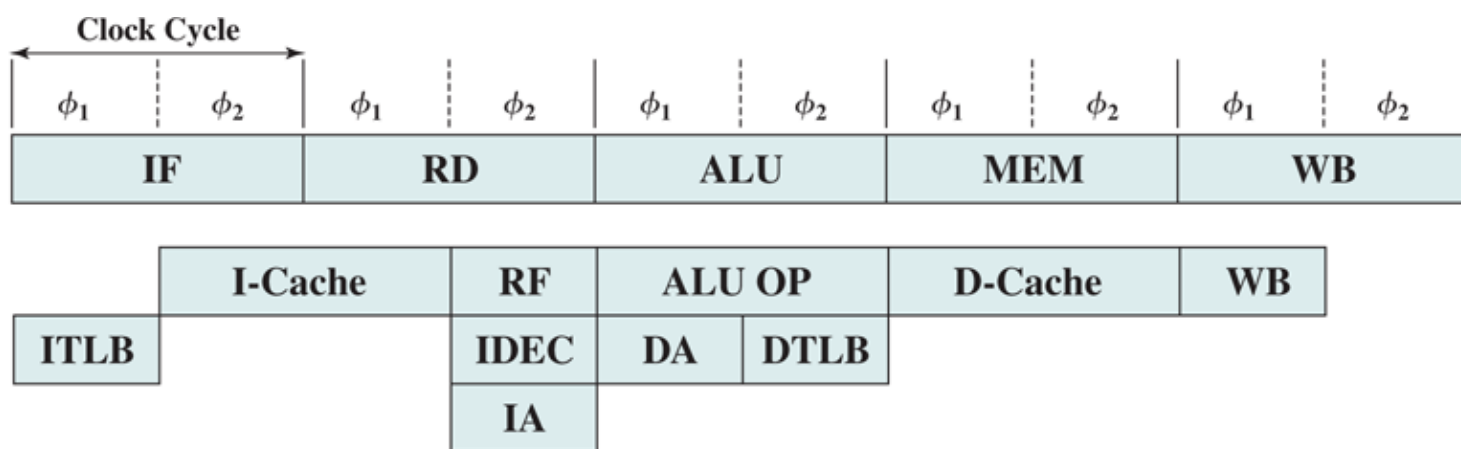 Clock Cycle
ϕ1 ϕ2 ϕ1 ϕ2 ϕ1 ϕ2 ϕ1 ϕ2 ϕ1 ϕ2
IF RD ALU MEM WB
I-Cache RF ALU OP D-Cache WB
ITLB IDEC DA DTLB
IA